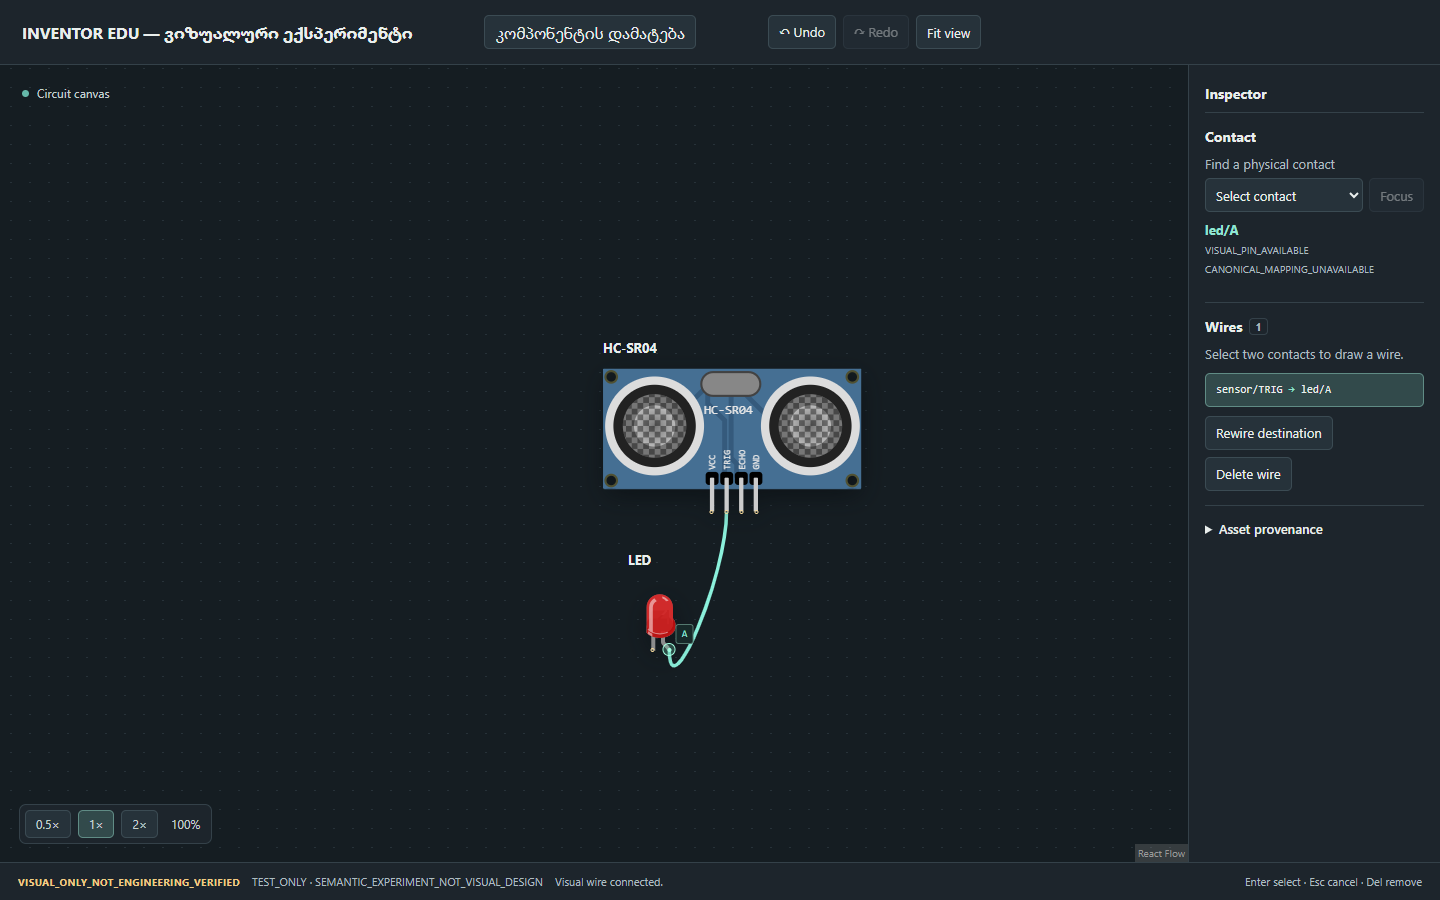 INVENTOR EDU — ვიზუალური ექსპერიმენტი
კომპონენტის დამატება
↶ Undo
↷ Redo
Fit view
Circuit canvas
HC-SR04
HC-SR04
VCC
TRIG
ECHO
GND
LED
A
0.5×
1×
2×
100%
React Flow
Inspector
Contact
Find a physical contact
Select contact
Focus
led/A
VISUAL_PIN_AVAILABLE
CANONICAL_MAPPING_UNAVAILABLE
Wires 1
Select two contacts to draw a wire.
sensor/TRIG → led/A
Rewire destination
Delete wire
Asset provenance
VISUAL_ONLY_NOT_ENGINEERING_VERIFIED TEST_ONLY · SEMANTIC_EXPERIMENT_NOT_VISUAL_DESIGN Visual wire connected.
Enter select · Esc cancel · Del remove